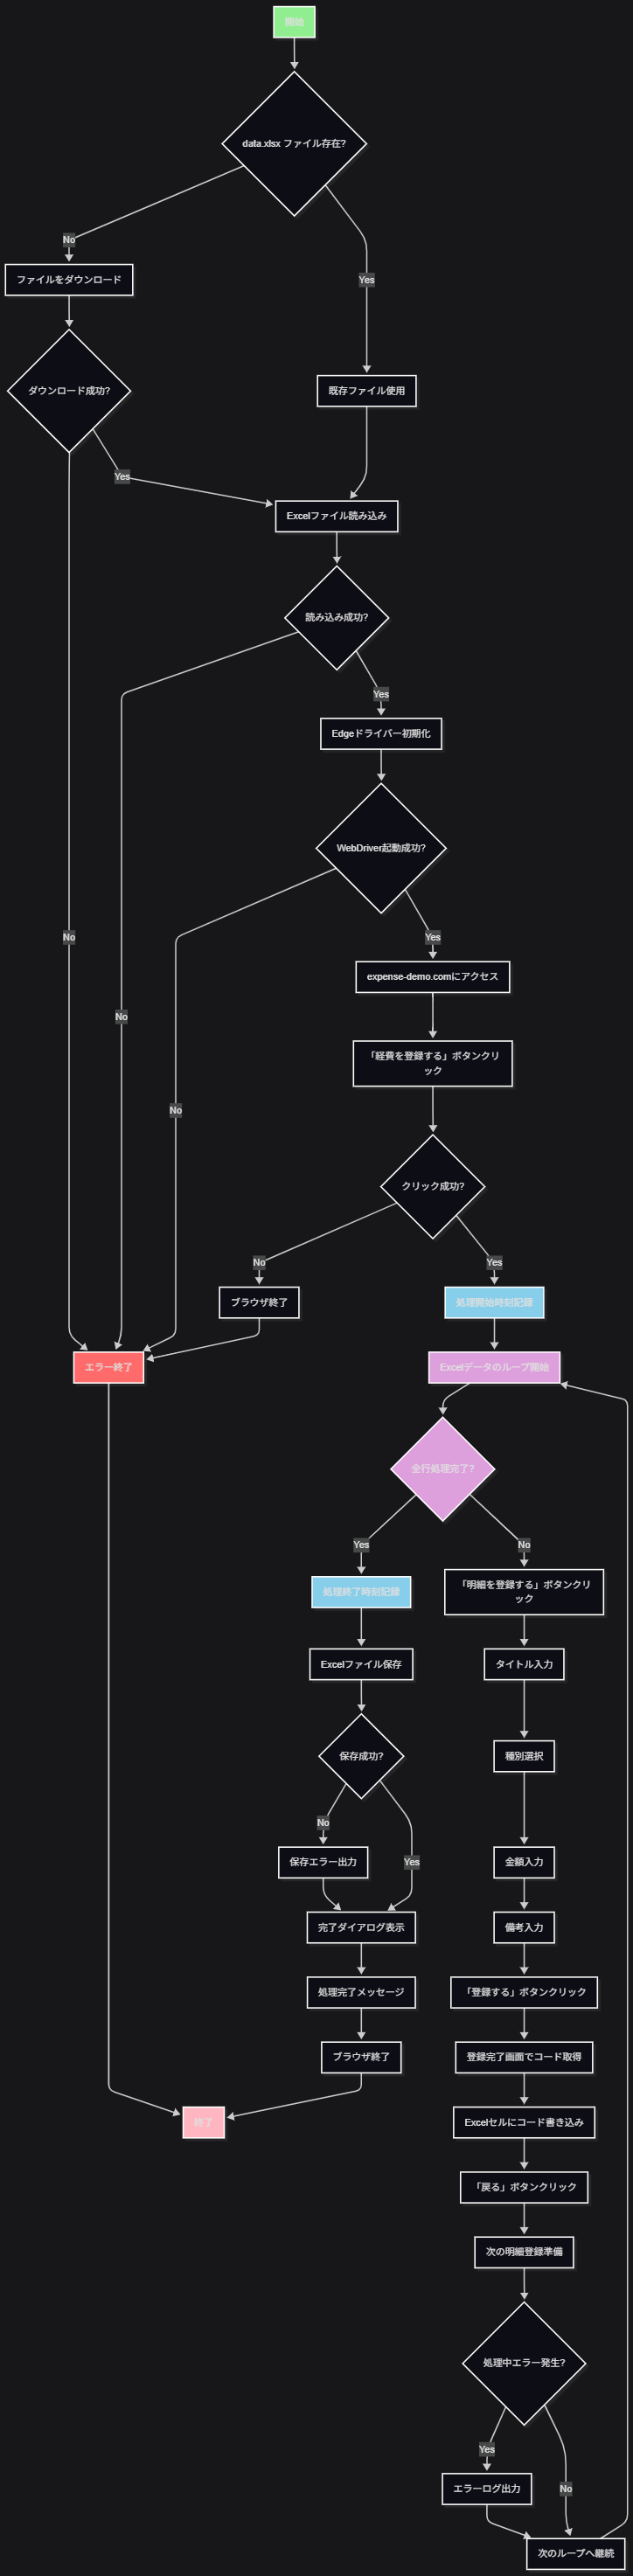 開始
data.xlsx ファイル存在?
No
Yes
ファイルをダウンロード
ダウンロード成功?
既存ファイル使用
Yes
Excelファイル読み込み
読み込み成功?
Yes
Edgeドライバー初期化
WebDriver起動成功?
No
Yes
expense-demo.comにアクセス
No
「経費を登録する」ボタンクリ
ック
No
クリック成功?
No
Yes
ブラウザ終了
処理開始時刻記録
エラー終了
Excelデータのループ開始
全行処理完了?
Yes
No
処理終了時刻記録
「明細を登録する」ボタンクリ
ック
Excelファイル保存
タイトル入力
保存成功?
種別選択
No
保存エラー出力
Yes
金額入力
完了ダイアログ表示
備考入力
処理完了メッセージ
「登録する」ボタンクリック
ブラウザ終了
登録完了画面でコード取得
終了
Excelセルにコード書き込み
「戻る」ボタンクリック
次の明細登録準備
処理中エラー発生?
Yes
エラーログ出力
No
次のループへ継続